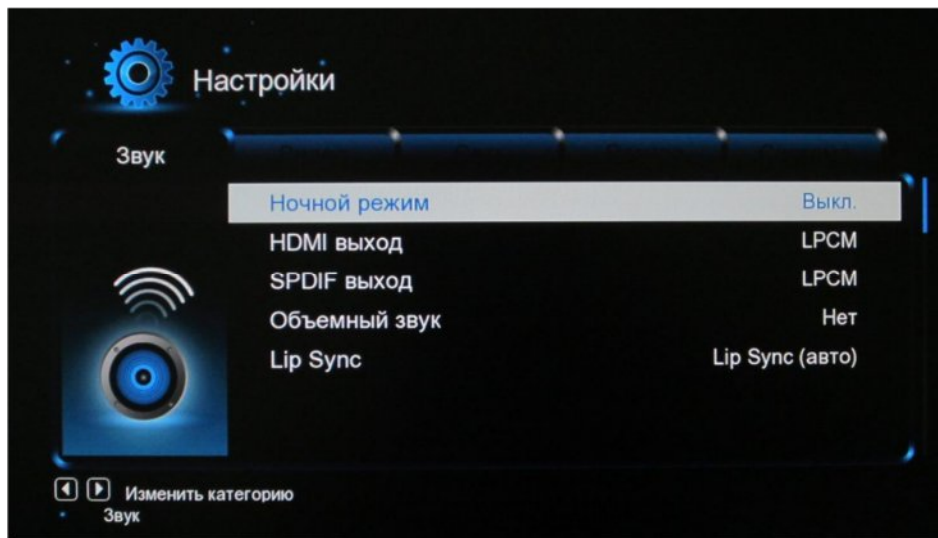 Настройки
Звук
Ночной режим Выкл.
HDMI выход LPCM
SPDIF выход LPCM
Объемный звук Нет
Lip Sync Lip Sync (авто)
Изменить категорию
Звук